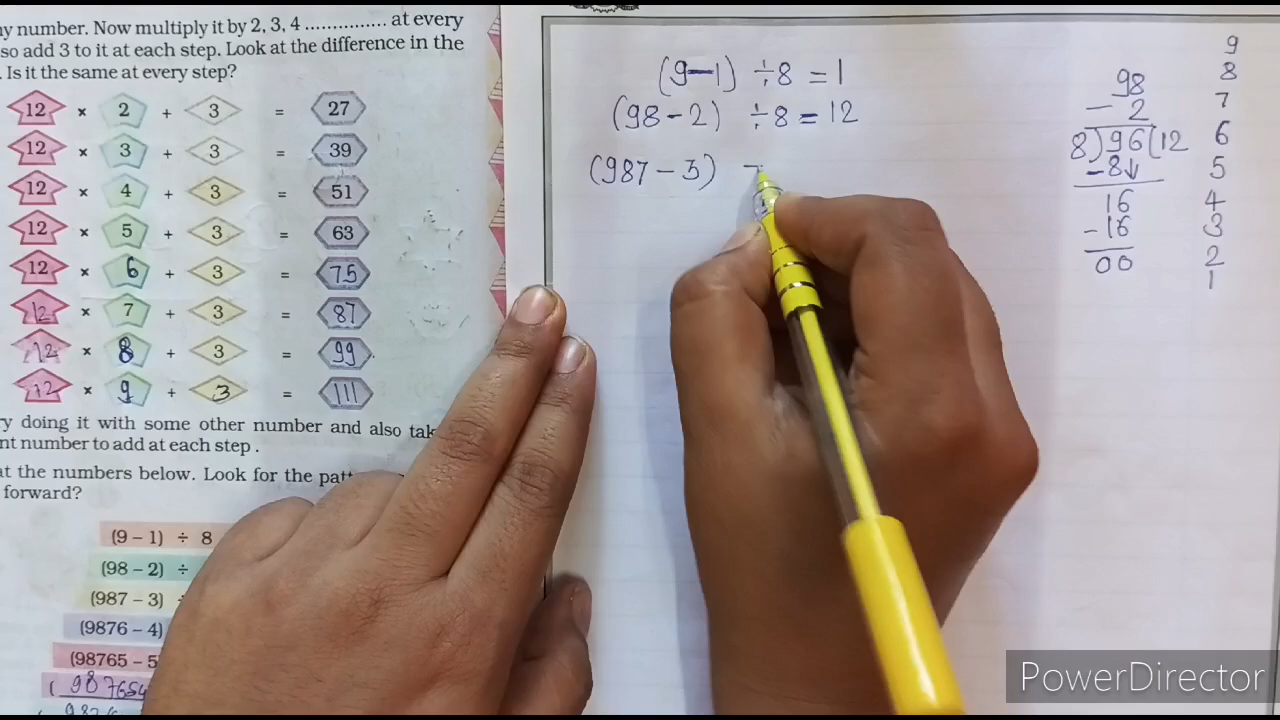 ny number. Now multiply it by 2, 3, 4 ............... at every
so add 3 to it at each step. Look at the difference in the
. Is it the same at every step?
12 × 2 + 3 = 27
12 × 3 + 3 = 39
12 × 4 + 3 = 51
12 × 5 + 3 = 63
12 × 6 + 3 = 75
12 × 7 + 3 = 87
12 × 8 + 3 = 99
12 × 9 + 3 = 111
ry doing it with some other number and also tak
nt number to add at each step .
at the numbers below. Look for the patt
forward?
(9 – 1) ÷ 8
(98 – 2) ÷
(987 – 3) ÷
(9876 – 4)
(98765 – 5
( 987654
(9-1) ÷8 = 1
(98-2) ÷8 = 12
(987-3)
98
- 2
8)96(12
-8↓
16
-16
00
9
8
7
6
5
4
3
2
1
PowerDirector